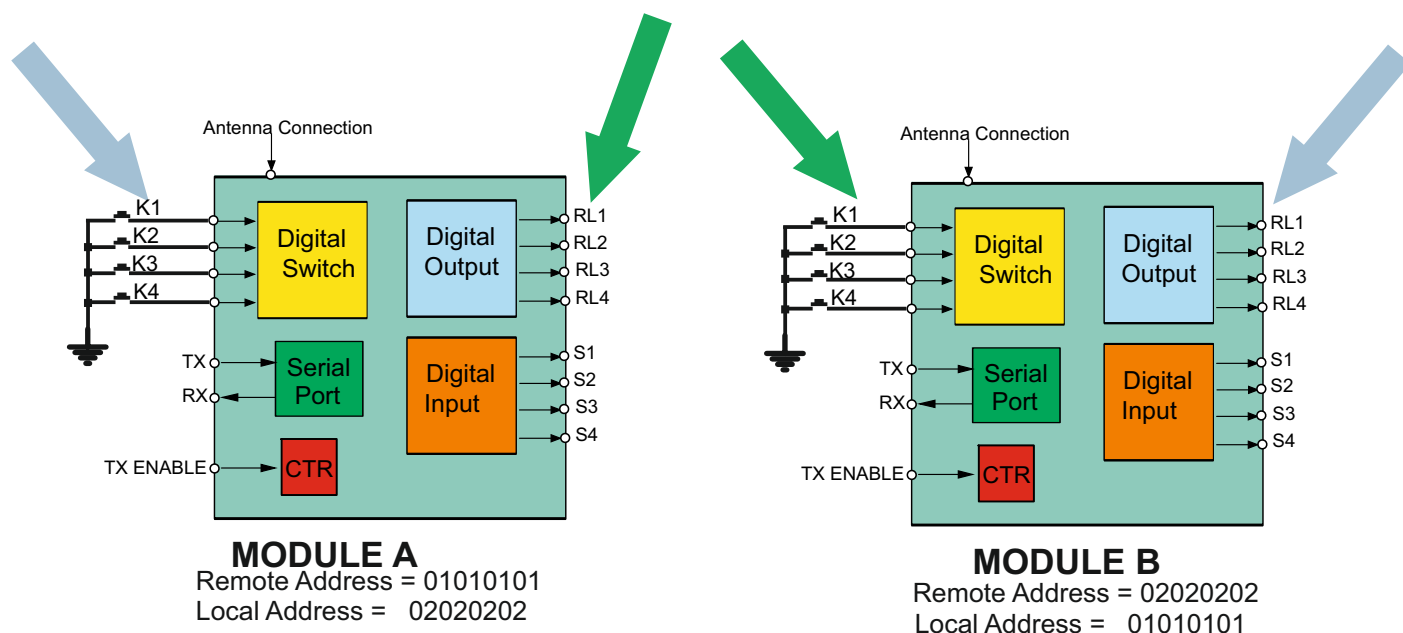 Antenna Connection
K1
K2
K3
K4
Digital
Switch
Digital
Output
RL1
RL2
RL3
RL4
TX
RX
Serial
Port
Digital
Input
S1
S2
S3
S4
TX ENABLE
CTR
MODULE A
Remote Address = 01010101
Local Address = 02020202
Antenna Connection
K1
K2
K3
K4
Digital
Switch
Digital
Output
RL1
RL2
RL3
RL4
TX
RX
Serial
Port
Digital
Input
S1
S2
S3
S4
TX ENABLE
CTR
MODULE B
Remote Address = 02020202
Local Address = 01010101